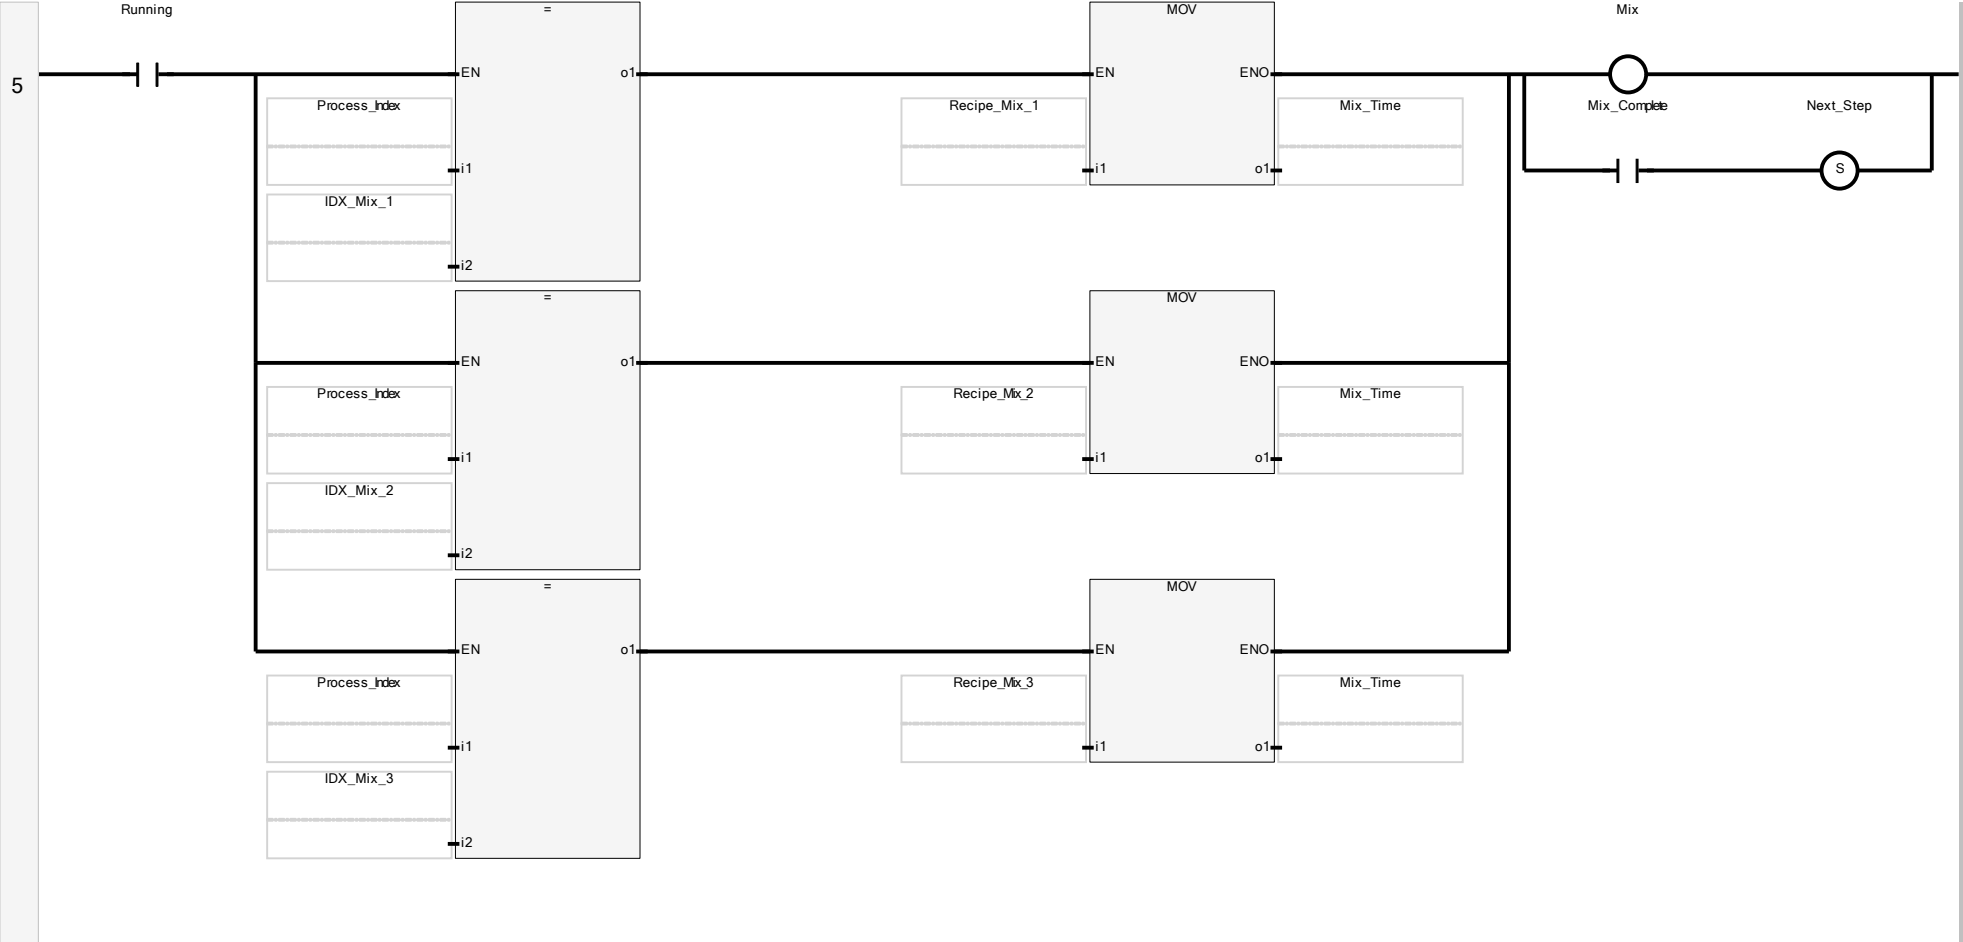 Running
=
MOV
Mix
5
EN
o1
EN
ENO
Process_Index
Recipe_Mix_1
Mix_Time
Mix_Complete
Next_Step
i1
i1
o1
S
IDX_Mix_1
i2
=
MOV
EN
o1
EN
ENO
Process_Index
Recipe_Mix_2
Mix_Time
i1
i1
o1
IDX_Mix_2
i2
=
MOV
EN
o1
EN
ENO
Process_Index
Recipe_Mix_3
Mix_Time
i1
i1
o1
IDX_Mix_3
i2